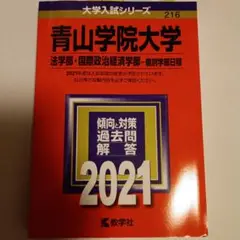 大学入試シリーズ
216
青山学院大学
法学部・国際政治経済学部－個別学部日程
傾向と対策
過去問
解答
2021
教学社